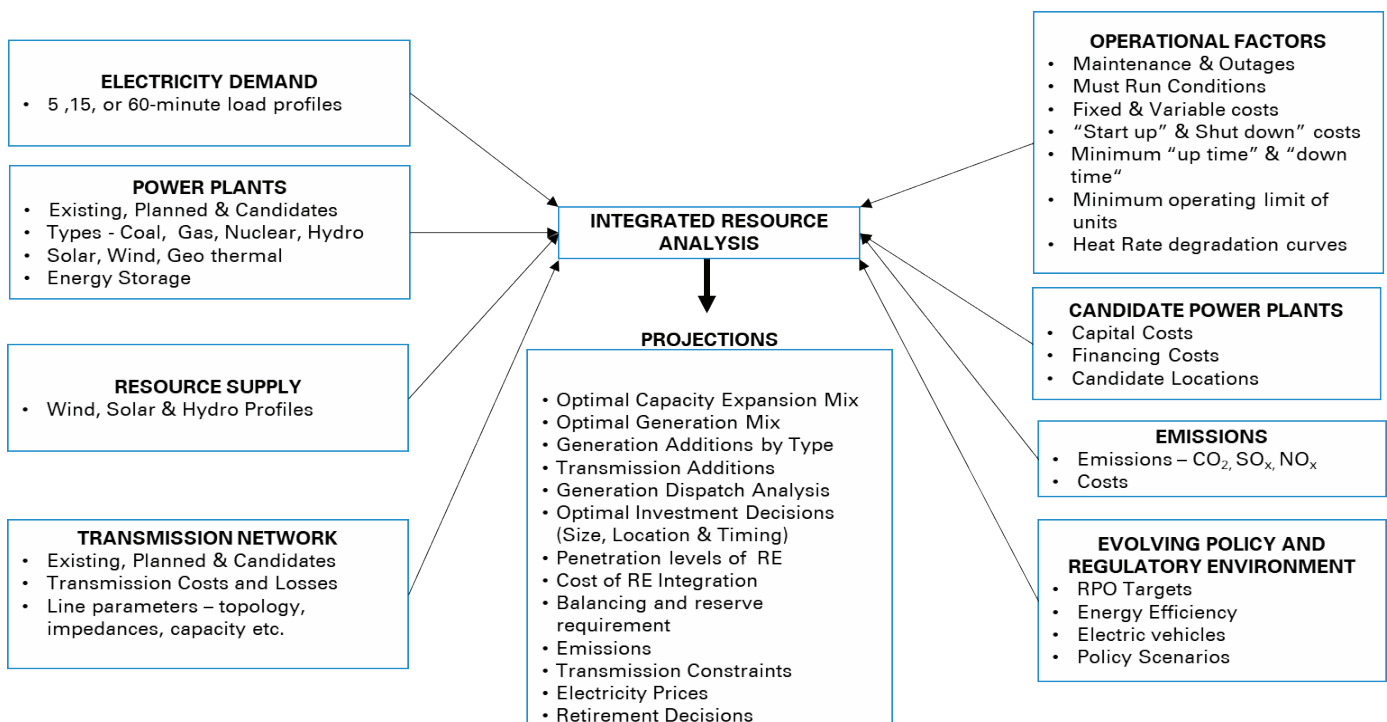 ELECTRICITY DEMAND
• 5 ,15, or 60-minute load profiles
POWER PLANTS
• Existing, Planned & Candidates
• Types - Coal, Gas, Nuclear, Hydro
• Solar, Wind, Geo thermal
• Energy Storage
RESOURCE SUPPLY
• Wind, Solar & Hydro Profiles
TRANSMISSION NETWORK
• Existing, Planned & Candidates
• Transmission Costs and Losses
• Line parameters – topology,
impedances, capacity etc.
INTEGRATED RESOURCE
ANALYSIS
PROJECTIONS
• Optimal Capacity Expansion Mix
• Optimal Generation Mix
• Generation Additions by Type
• Transmission Additions
• Generation Dispatch Analysis
• Optimal Investment Decisions
(Size, Location & Timing)
• Penetration levels of RE
• Cost of RE Integration
• Balancing and reserve
requirement
• Emissions
• Transmission Constraints
• Electricity Prices
• Retirement Decisions
OPERATIONAL FACTORS
• Maintenance & Outages
• Must Run Conditions
• Fixed & Variable costs
• “Start up” & Shut down” costs
• Minimum “up time” & “down
time“
• Minimum operating limit of
units
• Heat Rate degradation curves
CANDIDATE POWER PLANTS
• Capital Costs
• Financing Costs
• Candidate Locations
EMISSIONS
• Emissions – CO₂, SOₓ, NOₓ
• Costs
EVOLVING POLICY AND
REGULATORY ENVIRONMENT
• RPO Targets
• Energy Efficiency
• Electric vehicles
• Policy Scenarios